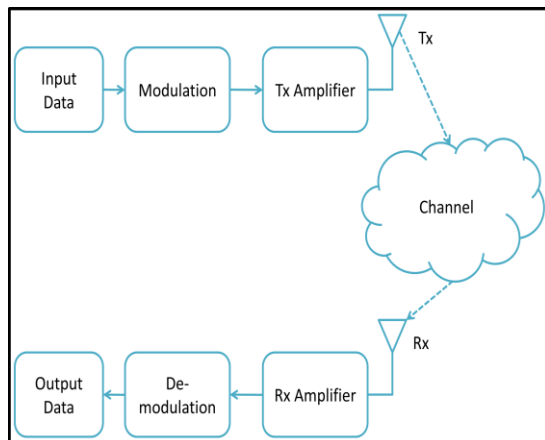 Tx
Input
Data
Modulation
Tx Amplifier
Channel
Rx
Output
Data
De-
modulation
Rx Amplifier